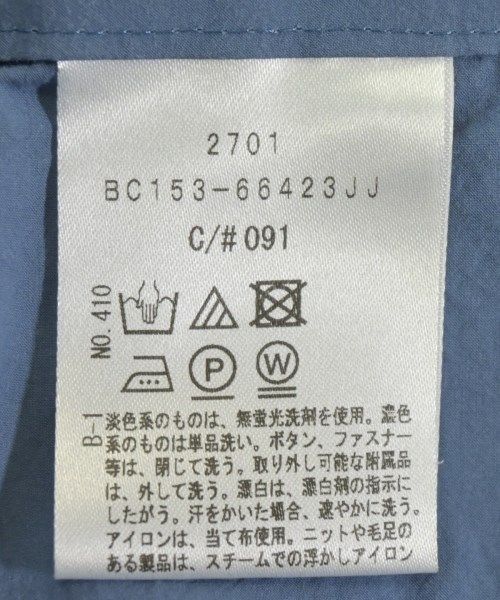 2701
BC153-66423JJ
C/#091
NO.410
P W
B-1
淡色系のものは、無蛍光洗剤を使用。濃色
系のものは単品洗い。ボタン、ファスナー
等は、閉じて洗う。取り外し可能な附属品
は、外して洗う。漂白は、漂白剤の指示に
したがう。汗をかいた場合、速やかに洗う。
アイロンは、当て布使用。ニットや毛足の
ある製品は、スチームでの浮かしアイロン